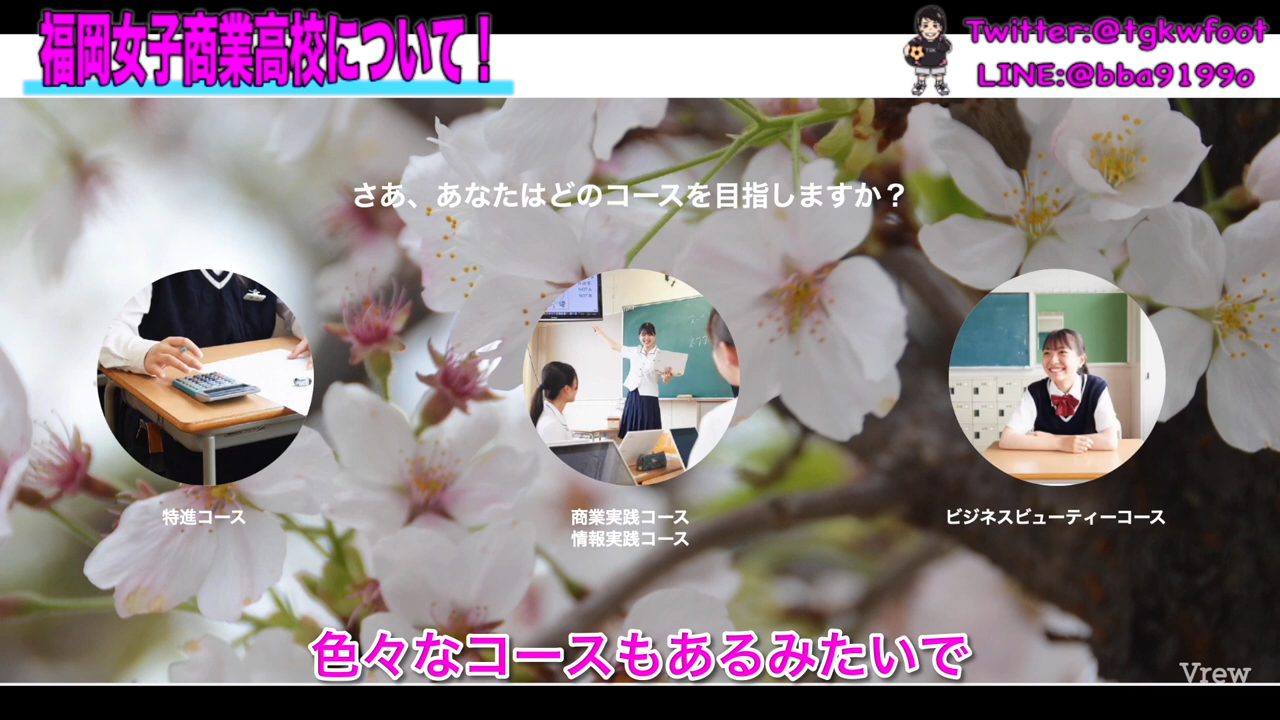 福岡女子商業高校について！
Twitter:@tgkwfoot
LINE:@bba9199o
さあ、あなたはどのコースを目指しますか？
特進コース
商業実践コース
情報実践コース
ビジネスビューティーコース
色々なコースもあるみたいで
Vrew